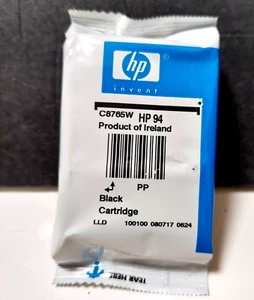 hp
invent
C8765W HP 94
Product of Ireland
PP
Black
Cartridge
LLD 100100 080717 0624
TEAR HERE!